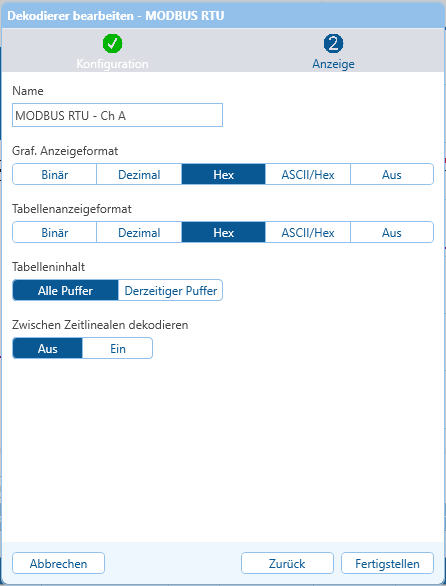 Dekodierer bearbeiten - MODBUS RTU
2
Konfiguration Anzeige
Name
MODBUS RTU - Ch A
Graf. Anzeigeformat
Binär Dezimal Hex ASCII/Hex Aus
Tabellenanzeigeformat
Binär Dezimal Hex ASCII/Hex Aus
Tabelleninhalt
Alle Puffer Derzeitiger Puffer
Zwischen Zeitlinealen dekodieren
Aus Ein
Abbrechen Zurück Fertigstellen